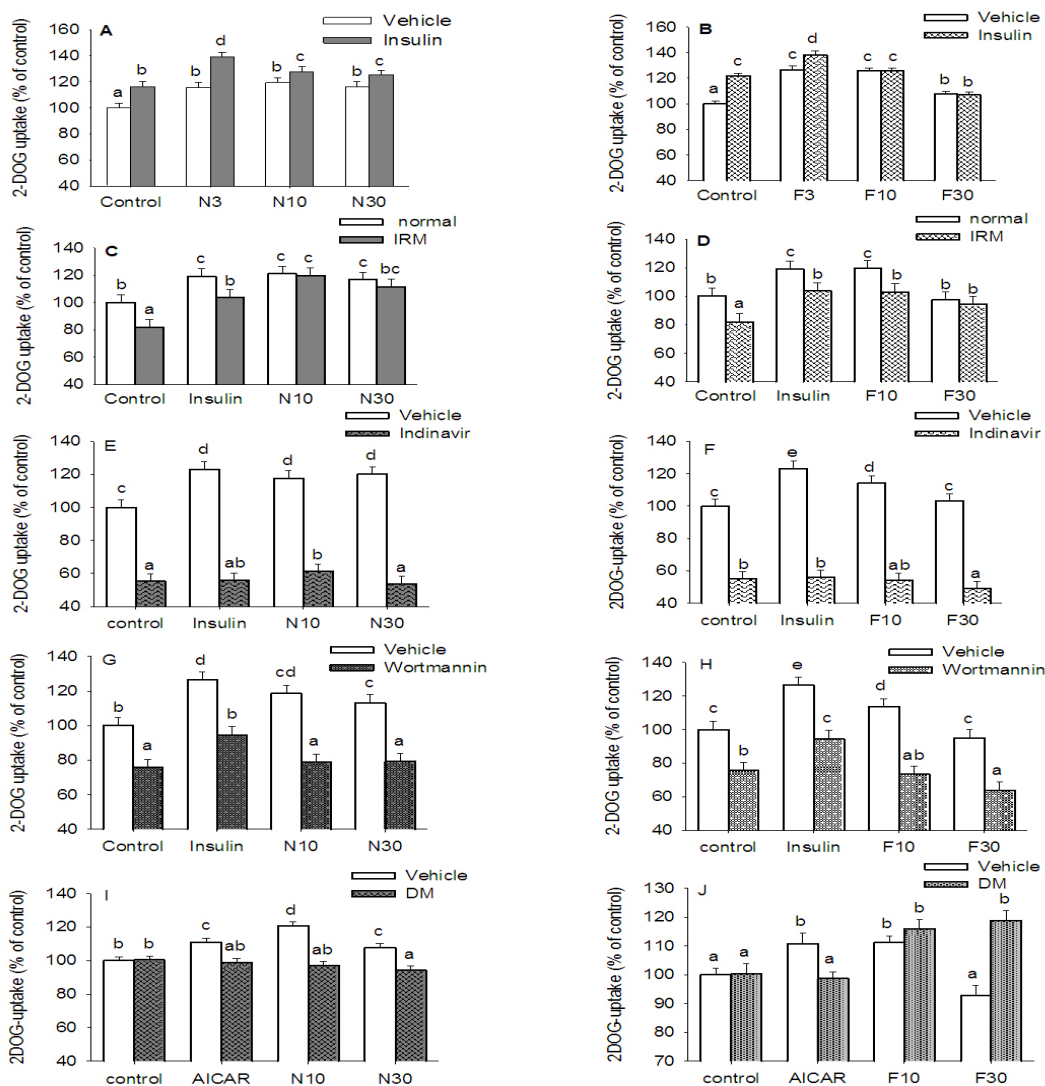 A
2-DOG uptake (% of control)
Vehicle
Insulin
160
140
120
100
80
60
40
a b b d b c b c
Control N3 N10 N30
B
2-DOG uptake (% of control)
Vehicle
Insulin
160
140
120
100
80
60
40
a c c d c c b b
Control F3 F10 F30
C
2-DOG uptake (% of control)
normal
IRM
140
120
100
80
60
40
b a c b c c c bc
Control Insulin N10 N30
D
2-DOG uptake (% of control)
normal
IRM
140
120
100
80
60
40
b a c b c b b b
Control Insulin F10 F30
E
2-DOG uptake (% of control)
Vehicle
Indinavir
140
120
100
80
60
40
c a d ab d b d a
control Insulin N10 N30
F
2DOG-uptake (% of control)
Vehicle
Indinavir
140
120
100
80
60
40
c b e b d ab c a
control Insulin F10 F30
G
2-DOG uptake (% of control)
Vehicle
Wortmannin
140
120
100
80
60
40
b a d b cd a c a
Control Insulin N10 N30
H
2-DOG uptake (% of control)
Vehicle
Wortmannin
140
120
100
80
60
40
c b e c d ab c a
control Insulin F10 F30
I
2DOG-uptake (% of control)
Vehicle
DM
140
120
100
80
60
40
b b c ab d ab c a
control AICAR N10 N30
J
2DOG-uptake (% of control)
Vehicle
DM
130
120
110
100
90
80
70
a a b a b b a b
control AICAR F10 F30